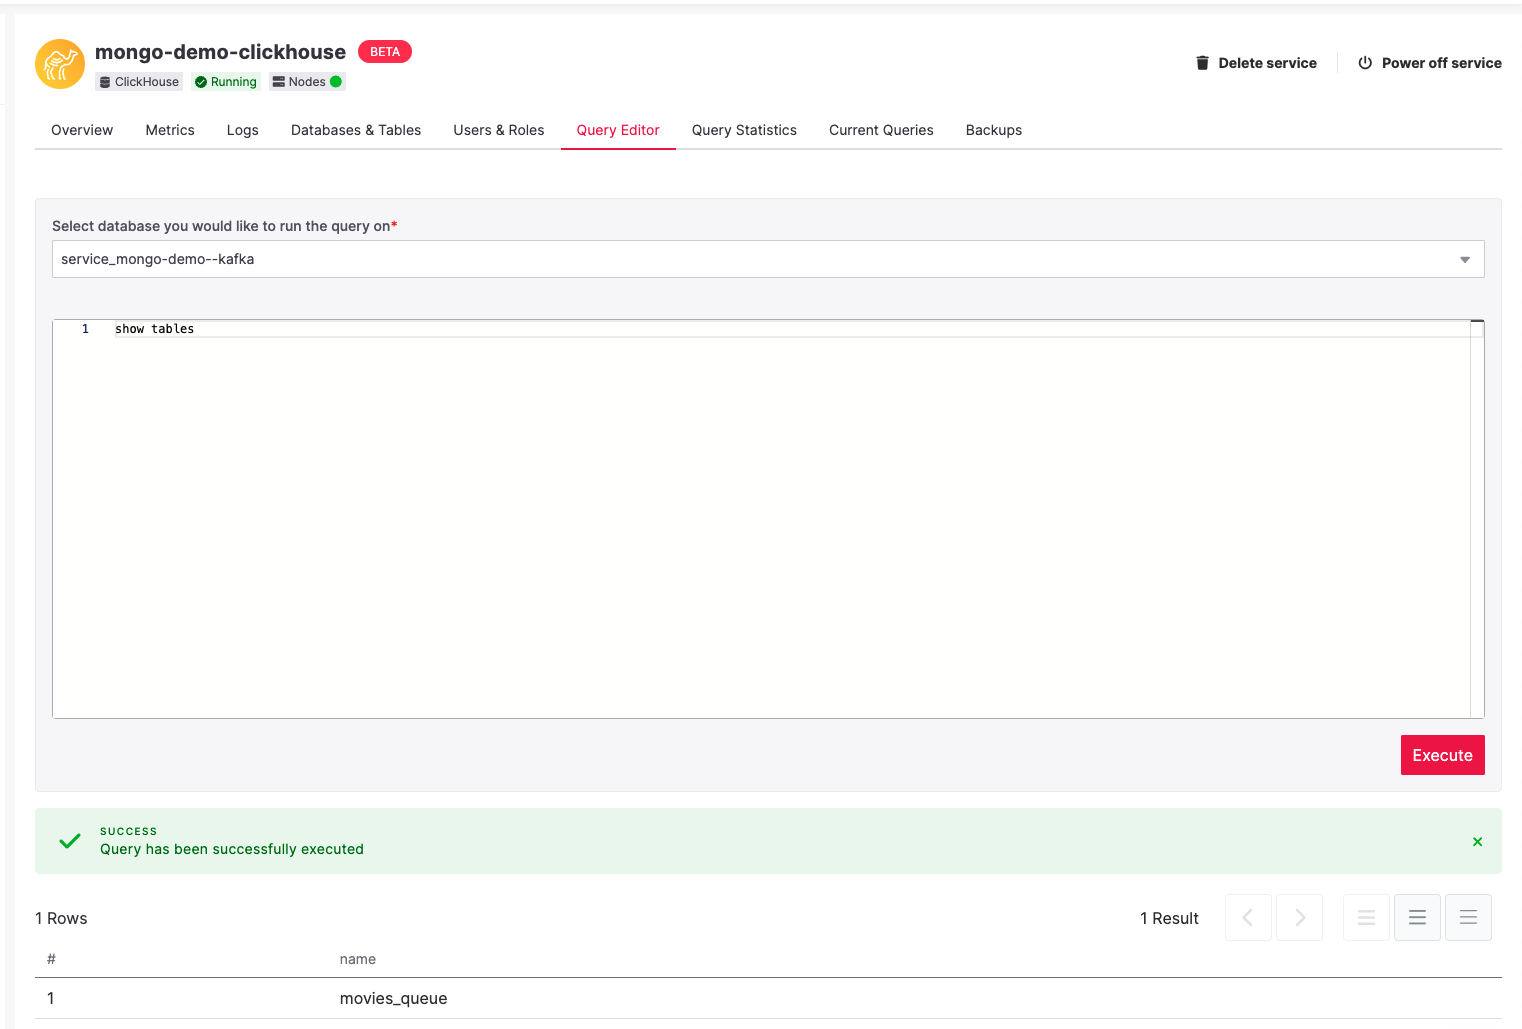 mongo-demo-clickhouse BETA
ClickHouse Running Nodes
Delete service Power off service
Overview Metrics Logs Databases & Tables Users & Roles Query Editor Query Statistics Current Queries Backups
Select database you would like to run the query on*
service_mongo-demo--kafka
1 show tables
Execute
SUCCESS
Query has been successfully executed
1 Rows 1 Result
# name
1 movies_queue